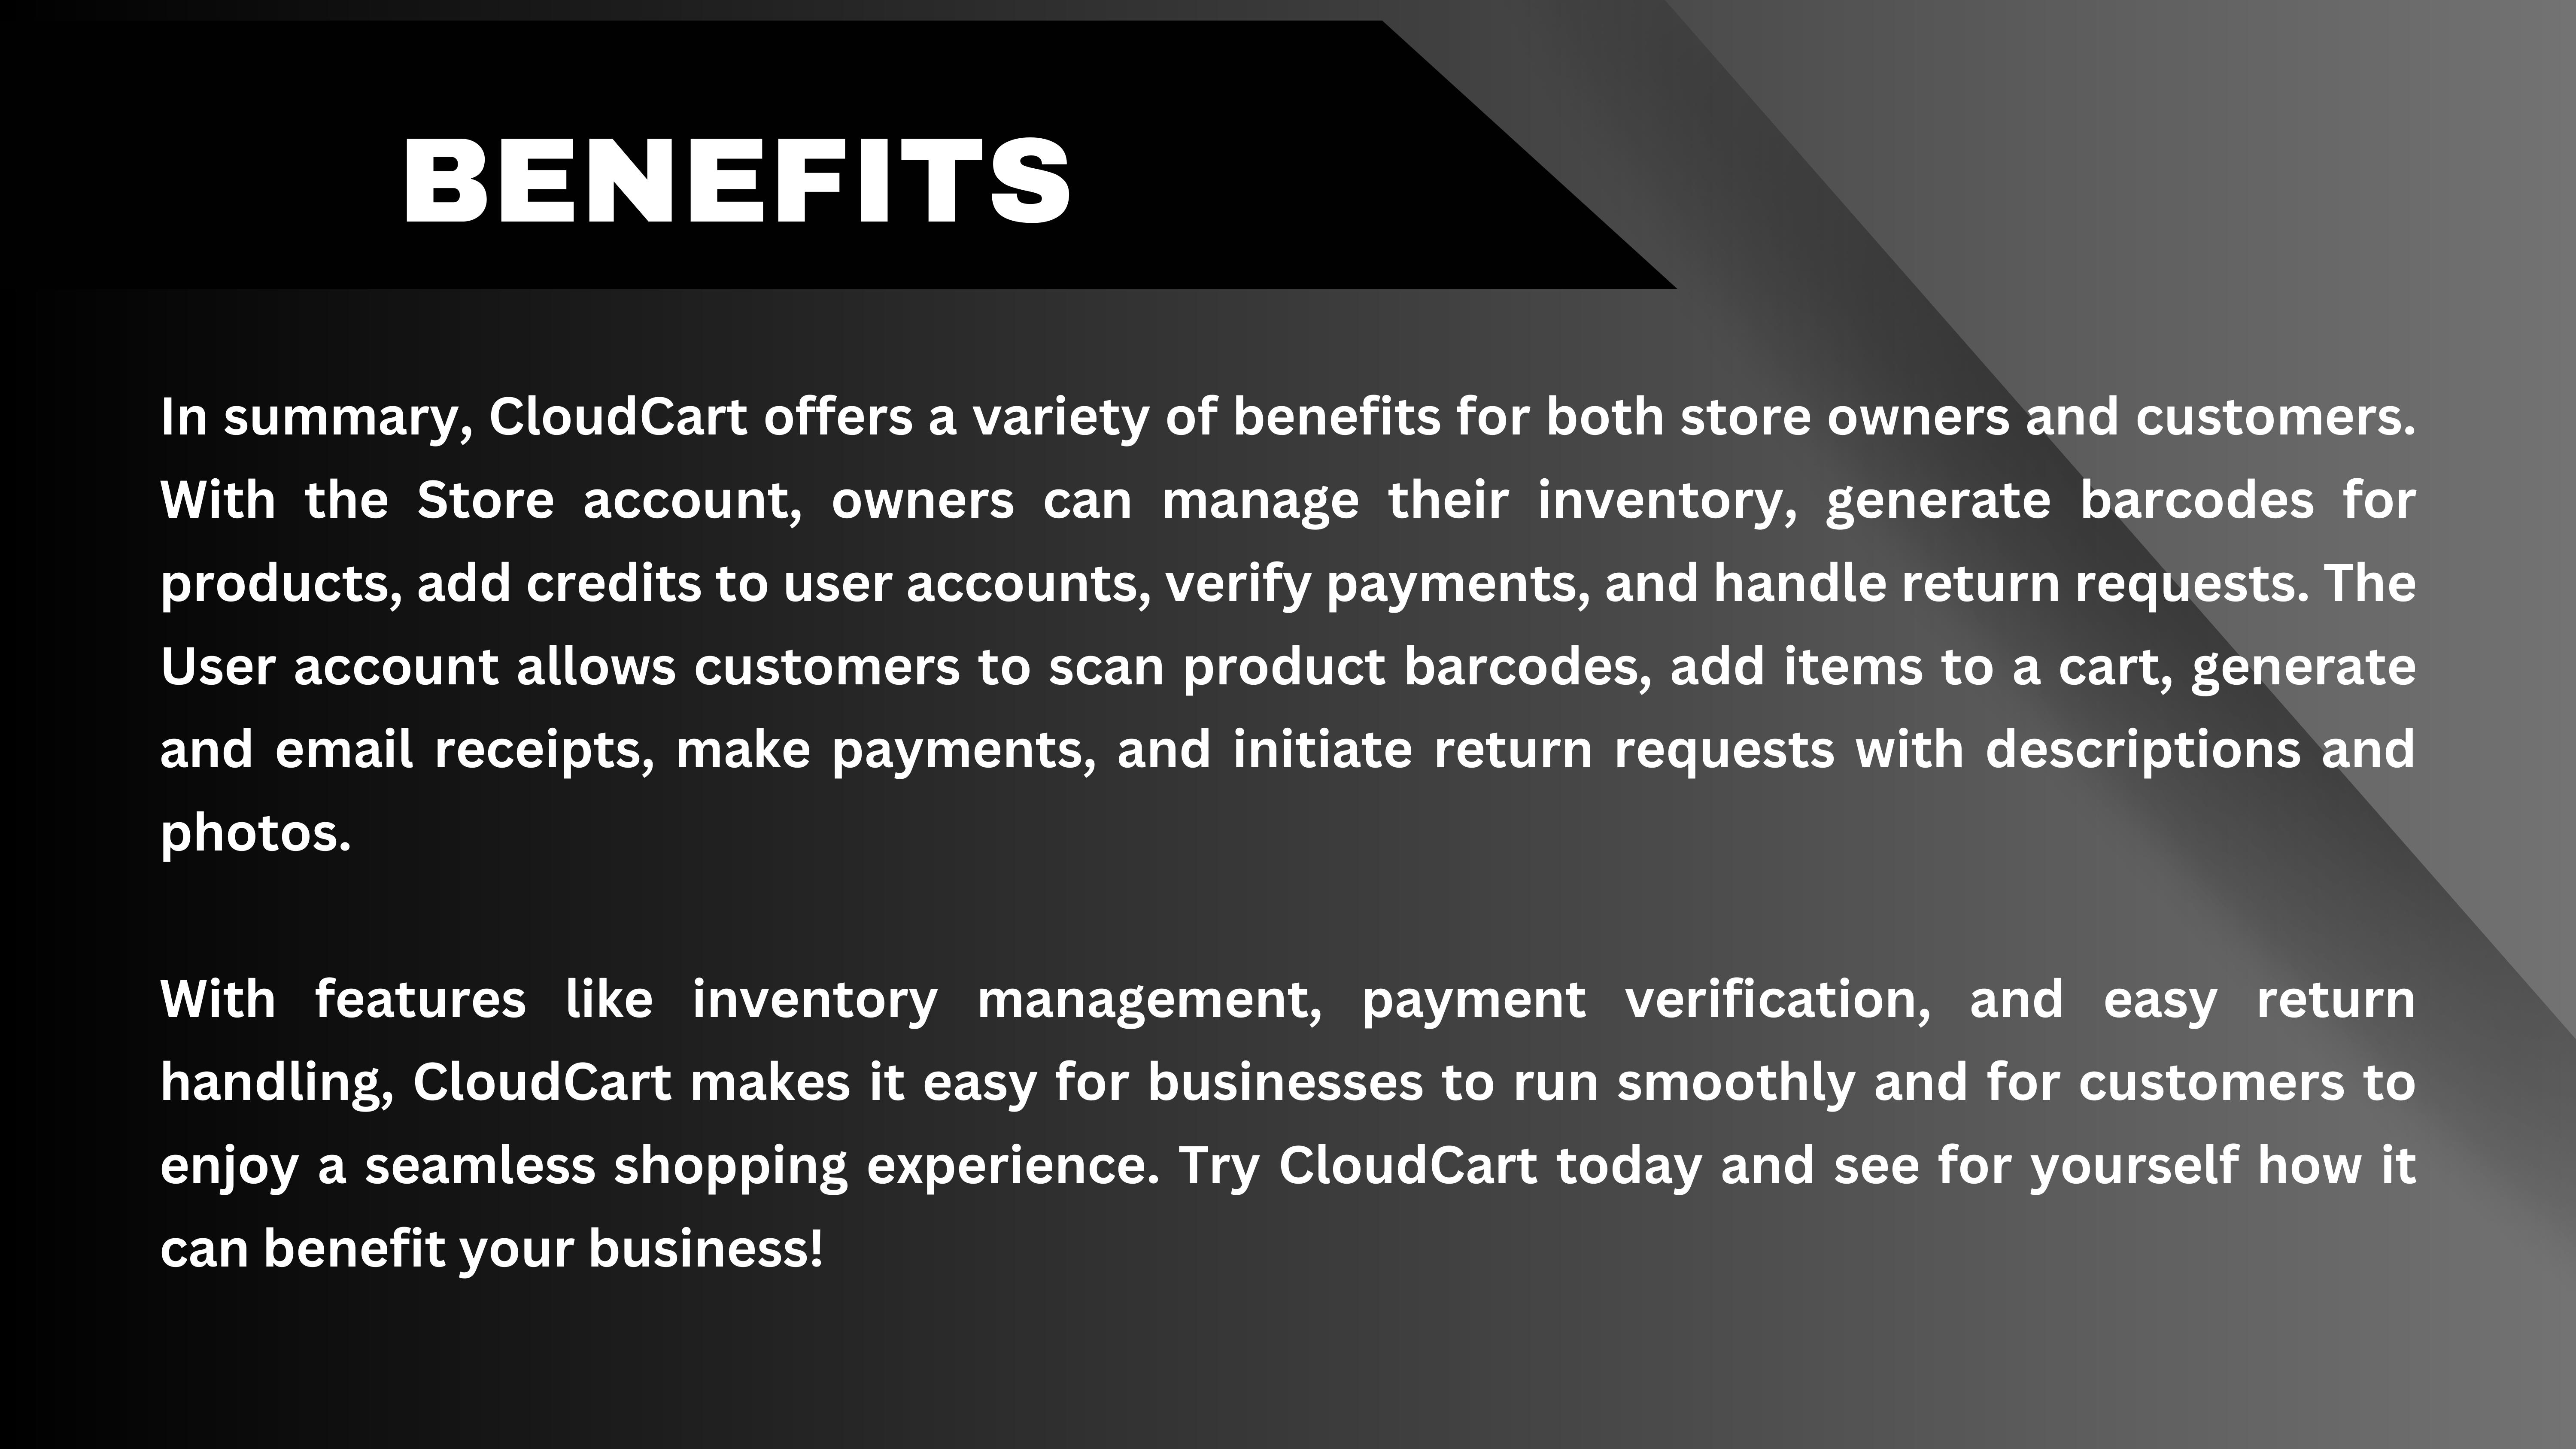 BENEFITS
In summary, CloudCart offers a variety of benefits for both store owners and customers.
With the Store account, owners can manage their inventory, generate barcodes for
products, add credits to user accounts, verify payments, and handle return requests. The
User account allows customers to scan product barcodes, add items to a cart, generate
and email receipts, make payments, and initiate return requests with descriptions and
photos.
With features like inventory management, payment verification, and easy return
handling, CloudCart makes it easy for businesses to run smoothly and for customers to
enjoy a seamless shopping experience. Try CloudCart today and see for yourself how it
can benefit your business!